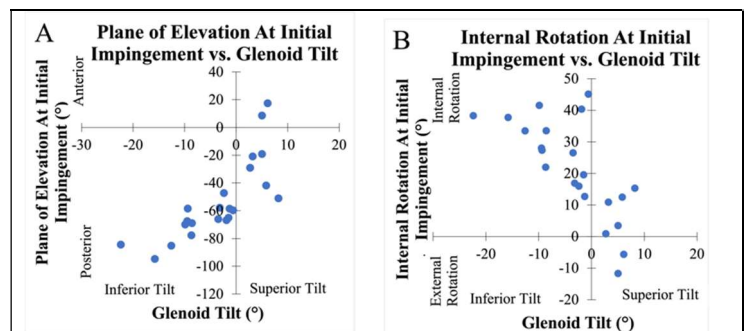 A
Plane of Elevation At Initial
Impingement vs. Glenoid Tilt
Plane of Elevation At Initial
Impingement (°)
Anterior
Posterior
40
20
0
-20
-40
-60
-80
-100
-120
-30
-20
-10
0
10
20
Inferior Tilt
Superior Tilt
Glenoid Tilt (°)
B
Internal Rotation At Initial
Impingement vs. Glenoid Tilt
Internal Rotation At Initial
Impingement (°)
Internal
Rotation
External
Rotation
50
40
30
20
10
0
-10
-20
-20
-10
0
10
20
Inferior Tilt
Superior Tilt
Glenoid Tilt (°)